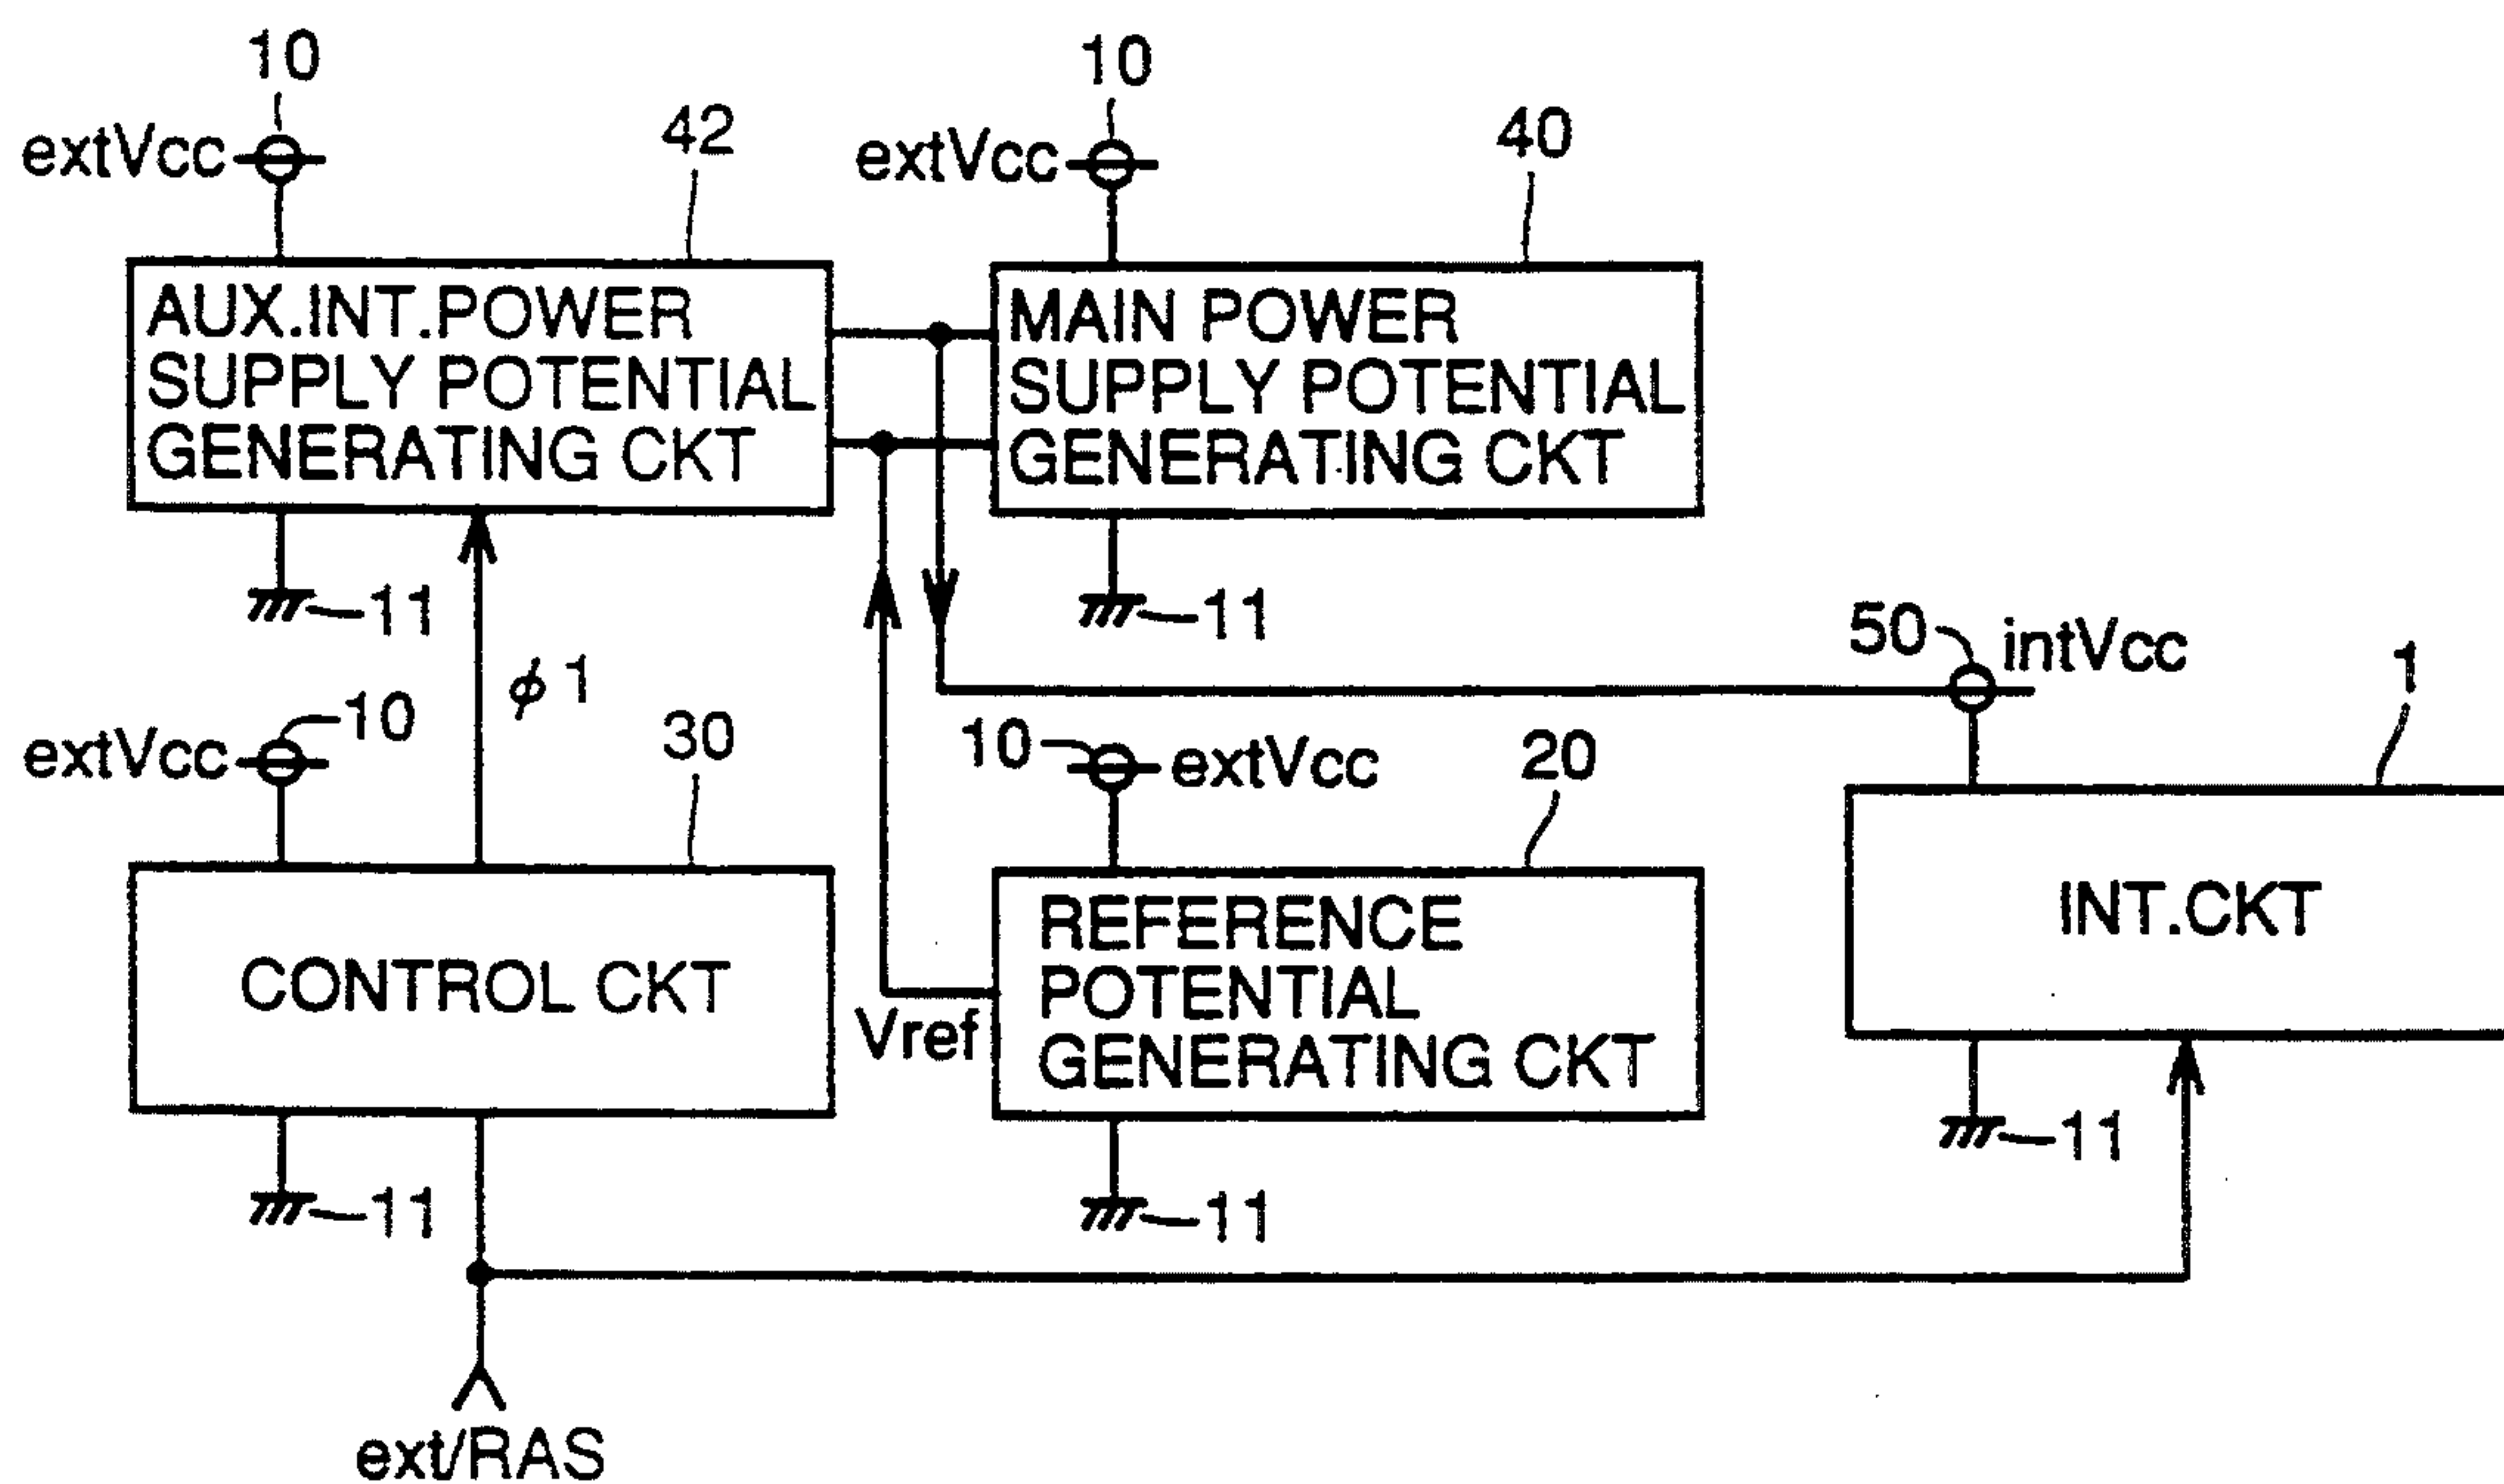 10
10
42
40
extVcc
extVcc
AUX.INT.POWER
SUPPLY POTENTIAL
GENERATING CKT
MAIN POWER
SUPPLY POTENTIAL
GENERATING CKT
11
11
50
intVcc
1
ϕ1
10
30
extVcc
10
extVcc
20
CONTROL CKT
Vref
REFERENCE
POTENTIAL
GENERATING CKT
INT.CKT
11
11
11
ext/RAS